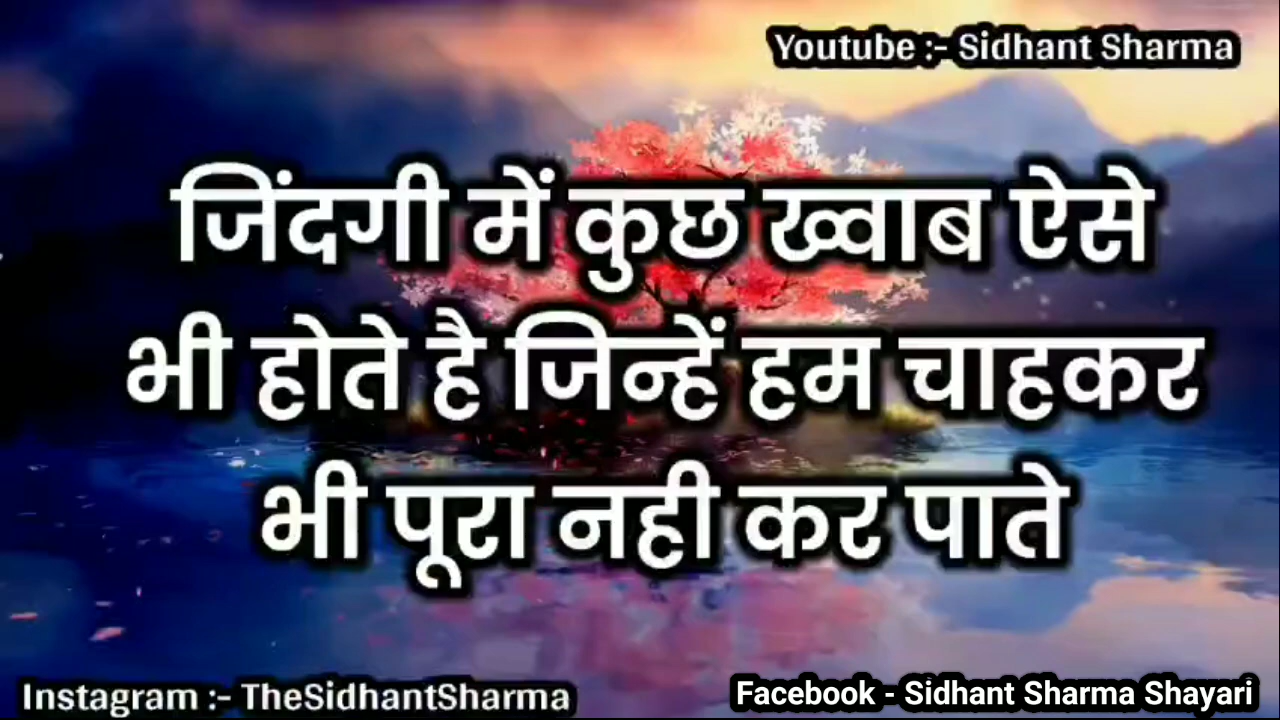 Youtube :- Sidhant Sharma
जिंदगी में कुछ ख्वाब ऐसे
भी होते है जिन्हें हम चाहकर
भी पूरा नही कर पाते
Instagram :- TheSidhantSharma
Facebook - Sidhant Sharma Shayari